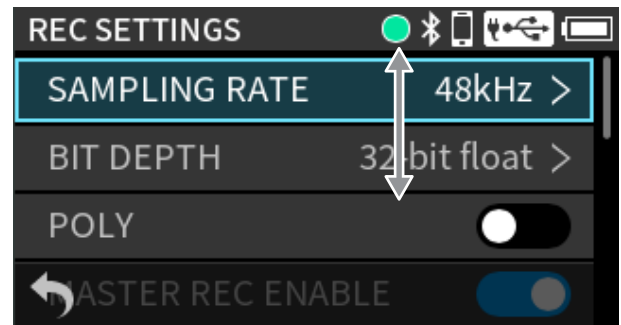 REC SETTINGS
SAMPLING RATE 48kHz >
BIT DEPTH 32-bit float >
POLY
MASTER REC ENABLE